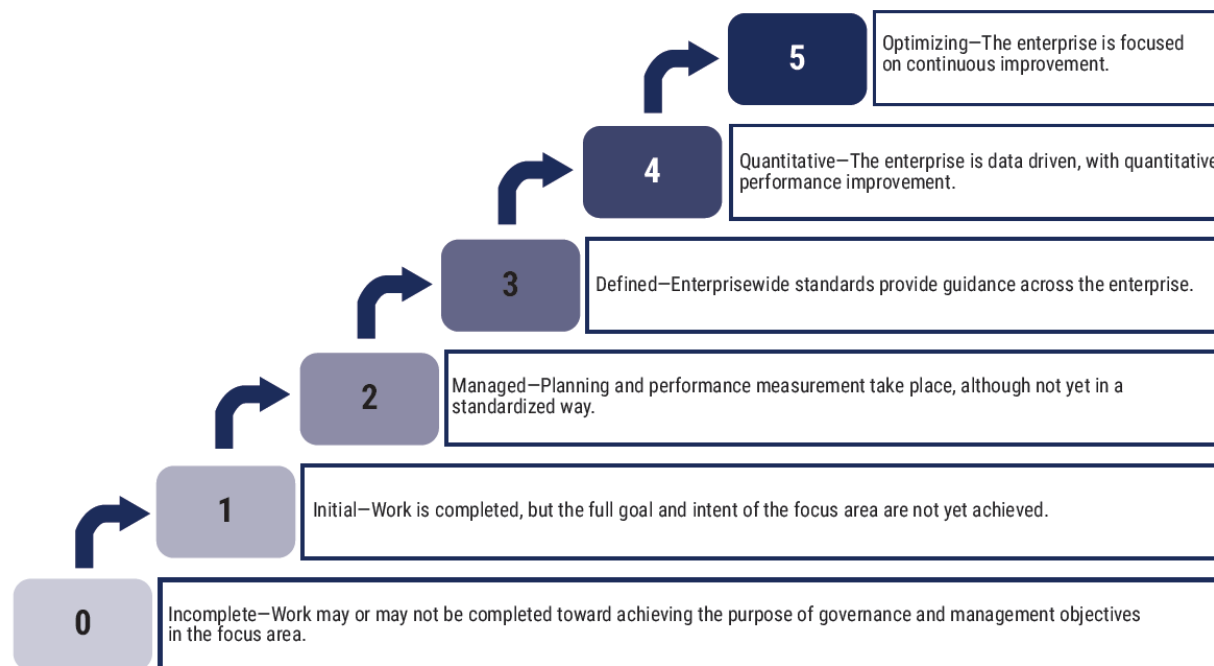 5
Optimizing—The enterprise is focused
on continuous improvement.
4
Quantitative—The enterprise is data driven, with quantitative
performance improvement.
3
Defined—Enterprisewide standards provide guidance across the enterprise.
2
Managed—Planning and performance measurement take place, although not yet in a
standardized way.
1
Initial—Work is completed, but the full goal and intent of the focus area are not yet achieved.
0
Incomplete—Work may or may not be completed toward achieving the purpose of governance and management objectives
in the focus area.